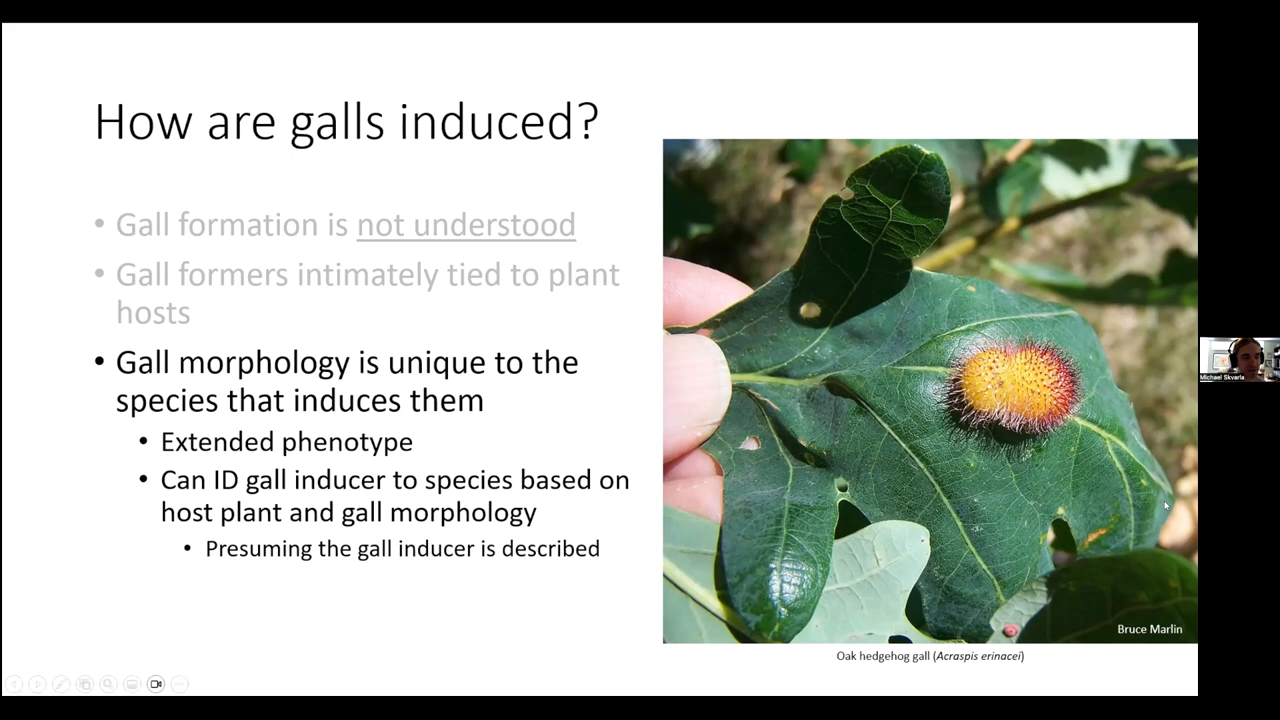 How are galls induced?
• Gall formation is not understood
• Gall formers intimately tied to plant
hosts
• Gall morphology is unique to the
species that induces them
• Extended phenotype
• Can ID gall inducer to species based on
host plant and gall morphology
• Presuming the gall inducer is described
Bruce Marlin
Oak hedgehog gall (Acraspis erinacei)
Michael Skvarla